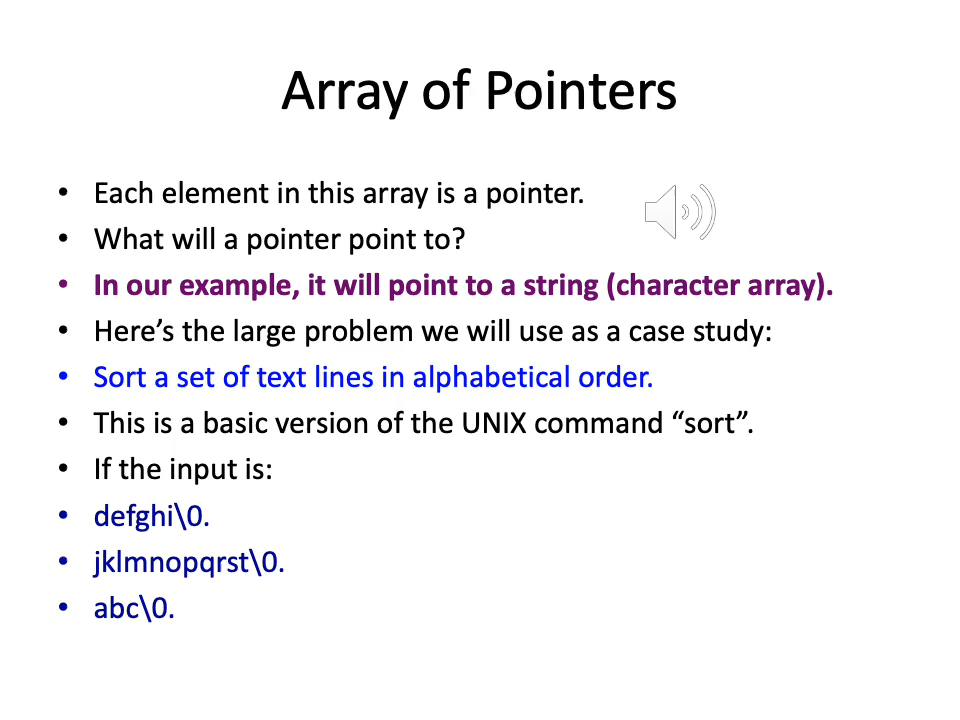 Array of Pointers
• Each element in this array is a pointer.
• What will a pointer point to?
• In our example, it will point to a string (character array).
• Here’s the large problem we will use as a case study:
• Sort a set of text lines in alphabetical order.
• This is a basic version of the UNIX command “sort”.
• If the input is:
• defghi\0.
• jklmnopqrst\0.
• abc\0.